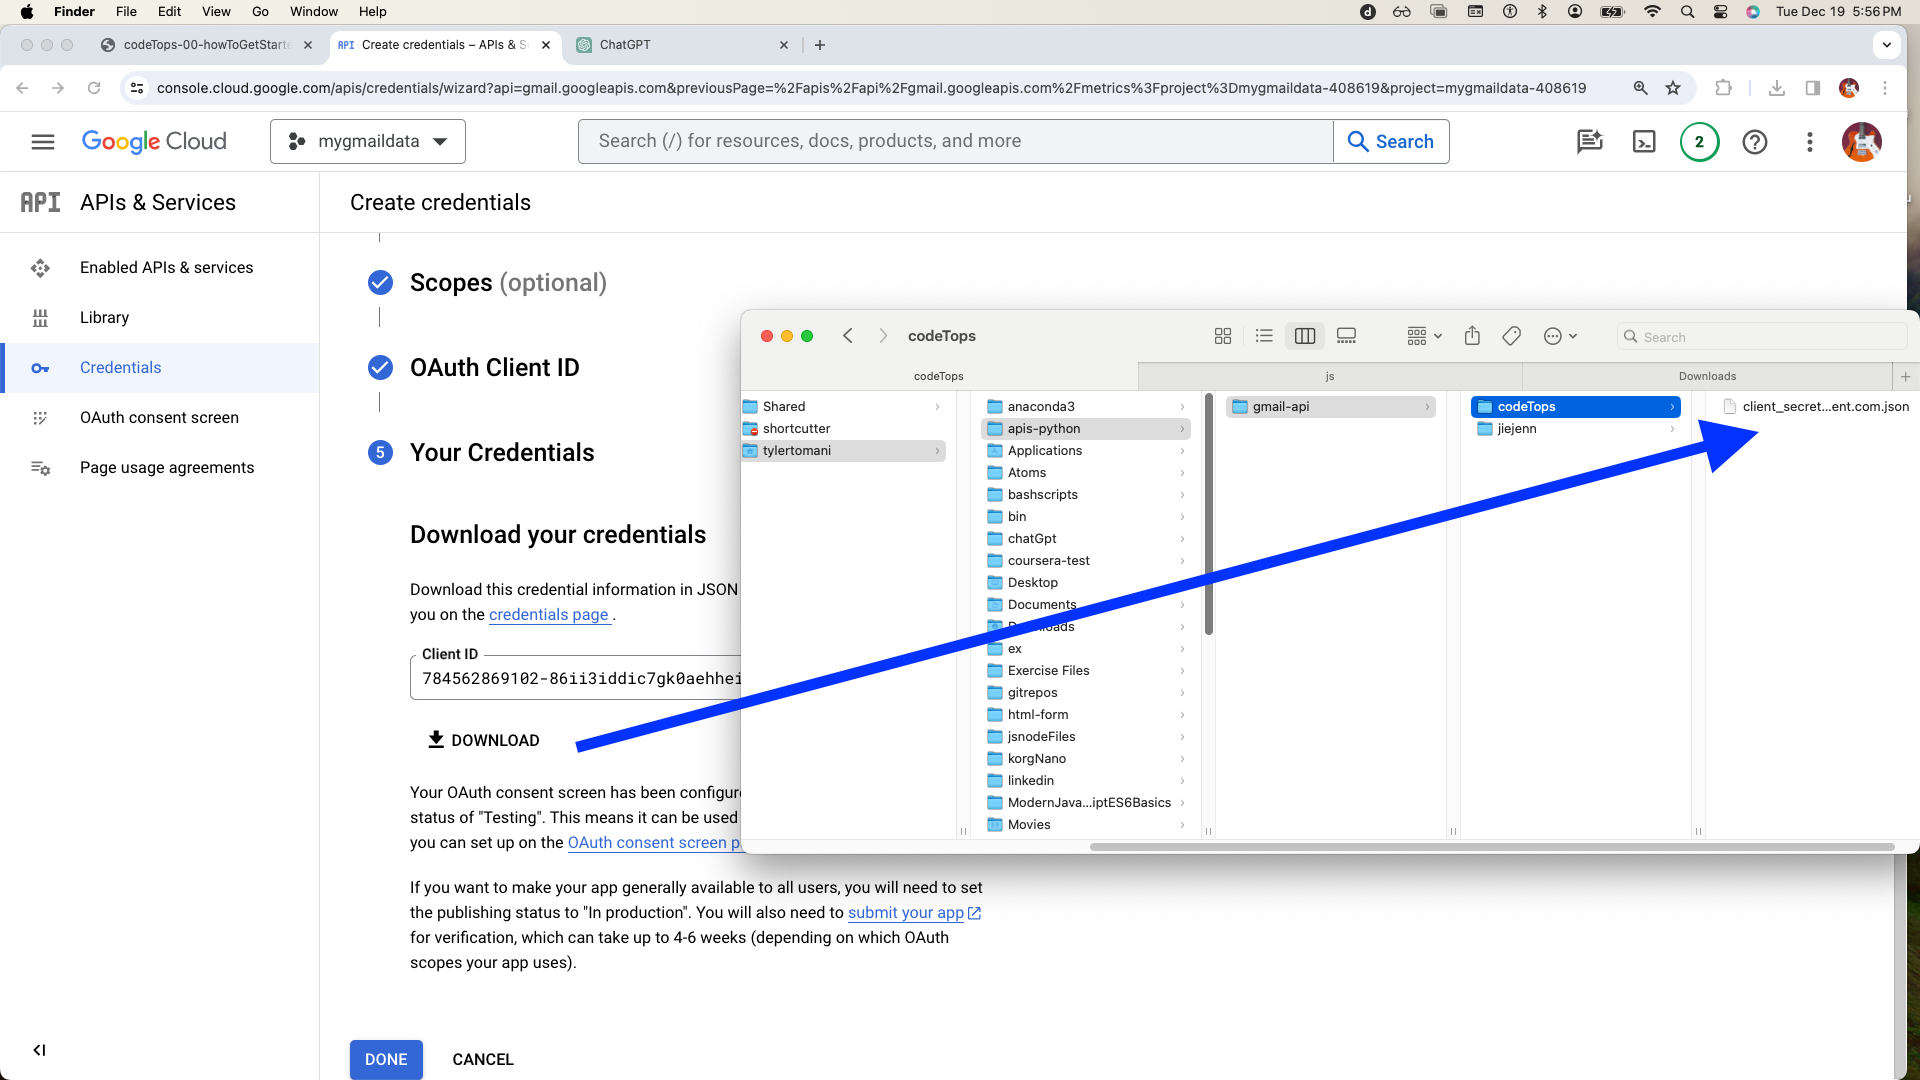 Finder File Edit View Go Window Help
Tue Dec 19 5:56 PM
codeTops-00-howToGetStarte
API Create credentials – APIs & S
ChatGPT
console.cloud.google.com/apis/credentials/wizard?api=gmail.googleapis.com&previousPage=%2Fapis%2Fapi%2Fgmail.googleapis.com%2Fmetrics%3Fproject%3Dmygmaildata-408619&project=mygmaildata-408619
Google Cloud
mygmaildata
Search (/) for resources, docs, products, and more
Search
2
API APIs & Services
Create credentials
Enabled APIs & services
Library
Credentials
OAuth consent screen
Page usage agreements
Scopes (optional)
OAuth Client ID
5 Your Credentials
Download your credentials
Download this credential information in JSON
you on the credentials page .
Client ID
784562869102-86ii3iddic7gk0aehhei
DOWNLOAD
Your OAuth consent screen has been configure
status of "Testing". This means it can be used
you can set up on the OAuth consent screen p
If you want to make your app generally available to all users, you will need to set
the publishing status to "In production". You will also need to submit your app
for verification, which can take up to 4-6 weeks (depending on which OAuth
scopes your app uses).
DONE CANCEL
codeTops
Search
codeTops
js
Downloads
Shared
shortcutter
tylertomani
anaconda3
apis-python
Applications
Atoms
bashscripts
bin
chatGpt
coursera-test
Desktop
Documents
Downloads
ex
Exercise Files
gitrepos
html-form
jsnodeFiles
korgNano
linkedin
ModernJava...iptES6Basics
Movies
gmail-api
codeTops
jiejenn
client_secret...ent.com.json